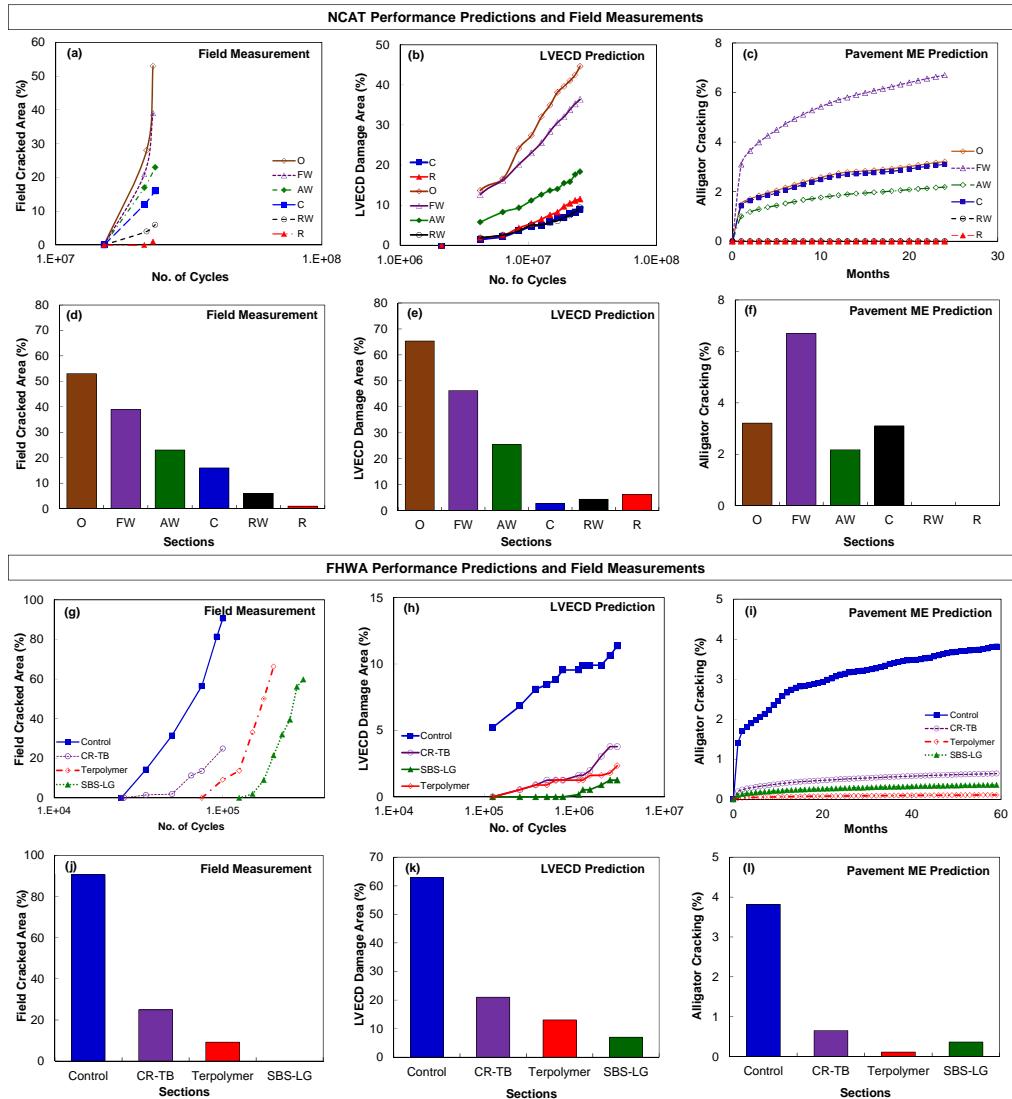 NCAT Performance Predictions and Field Measurements
(a) Field Measurement
Field Cracked Area (%)
60
50
40
30
20
10
0
1.E+07 1.E+08
No. of Cycles
O
FW
AW
C
RW
R
(b) LVECD Prediction
LVECD Damage Area (%)
50
40
30
20
10
0
1.0E+06 1.0E+07 1.0E+08
No. fo Cycles
C
R
O
FW
AW
RW
(c) Pavement ME Prediction
Alligator Cracking (%)
8
6
4
2
0
0 10 20 30
Months
O
FW
AW
C
RW
R
(d) Field Measurement
Field Cracked Area (%)
80
70
60
50
40
30
20
10
0
O FW AW C RW R
Sections
(e) LVECD Prediction
LVECD Damage Area (%)
80
70
60
50
40
30
20
10
0
O FW AW C RW R
Sections
(f) Pavement ME Prediction
Alligator Cracking (%)
8
6
4
2
0
O FW AW C RW R
Sections
FHWA Performance Predictions and Field Measurements
(g) Field Measurement
Field Cracked Area (%)
100
80
60
40
20
0
1.E+04 1.E+05
No. of Cycles
Control
CR-TB
Terpolymer
SBS-LG
(h) LVECD Prediction
LVECD Damage Area (%)
15
10
5
0
1.E+04 1.E+05 1.E+06 1.E+07
No. of Cycles
Control
CR-TB
SBS-LG
Terpolymer
(i) Pavement ME Prediction
Alligator Cracking (%)
5
4
3
2
1
0
0 20 40 60
Months
Control
CR-TB
Terpolymer
SBS-LG
(j) Field Measurement
Field Cracked Area (%)
100
80
60
40
20
0
Control CR-TB Terpolymer SBS-LG
Sections
(k) LVECD Prediction
LVECD Damage Area (%)
70
60
50
40
30
20
10
0
Control CR-TB Terpolymer SBS-LG
Sections
(l) Pavement ME Prediction
Alligator Cracking (%)
5
4
3
2
1
0
Control CR-TB Terpolymer SBS-LG
Sections